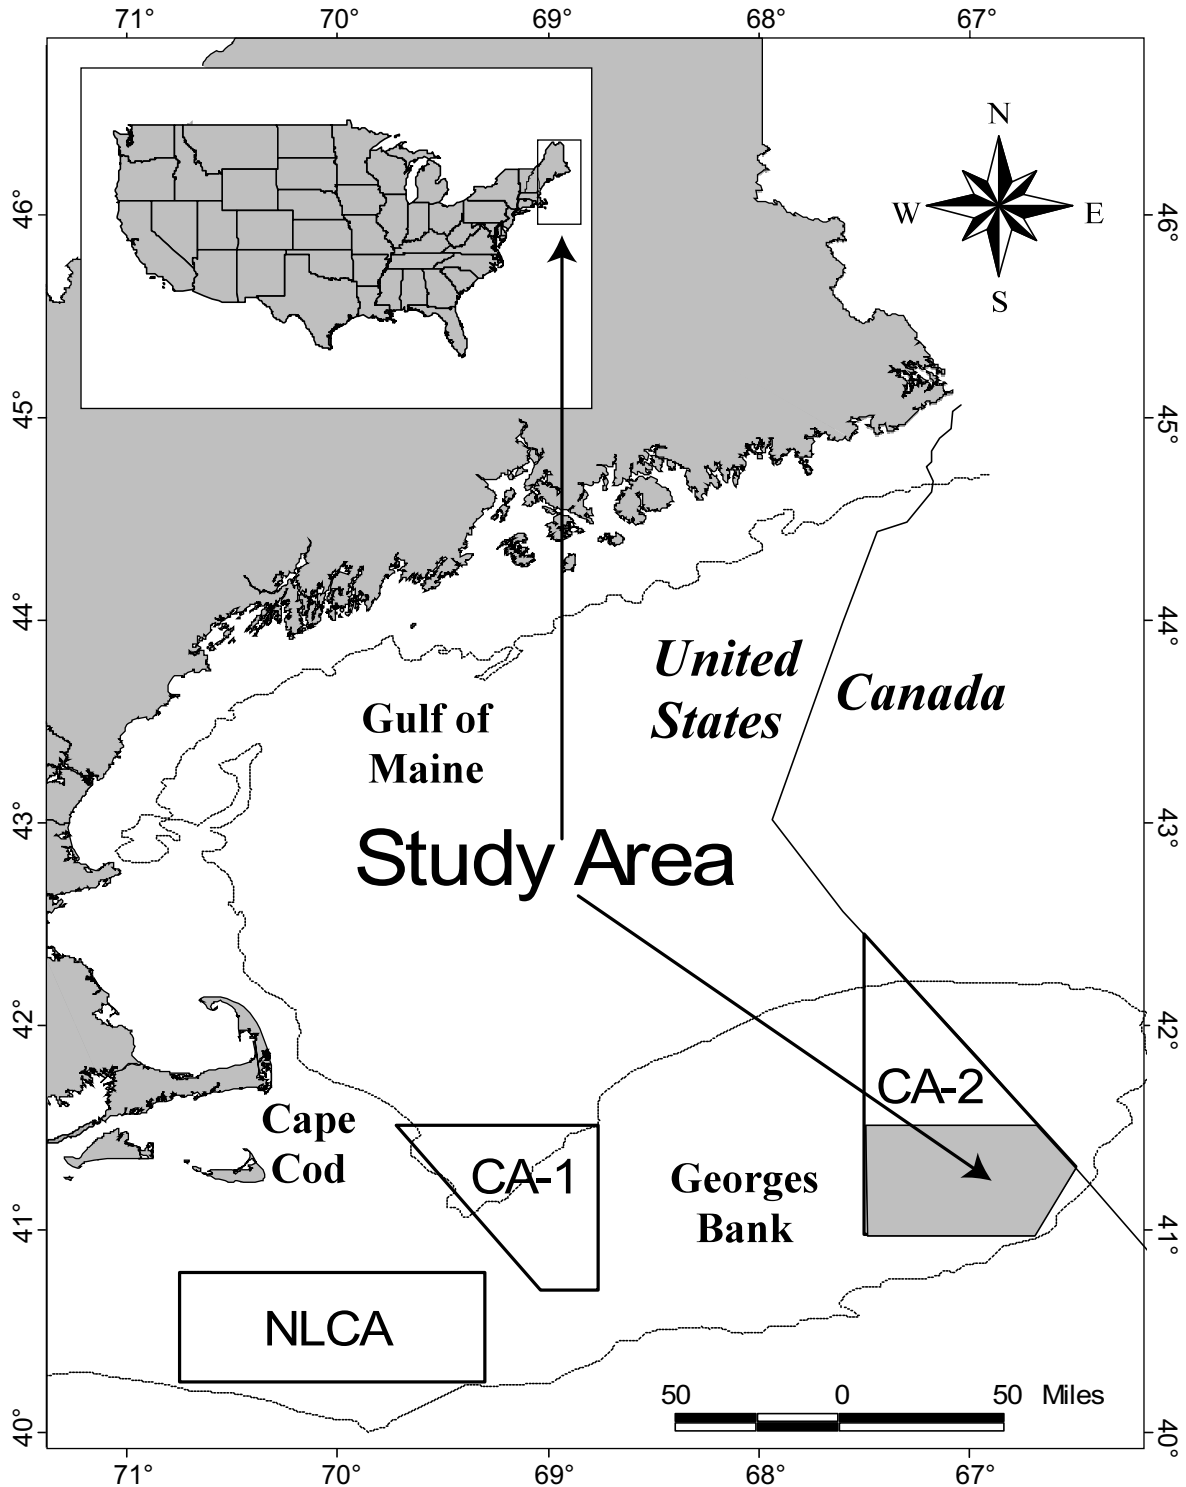 71° 70° 69° 68° 67°
N
W E
S
46° 46°
45° 45°
44° 44°
United
States
Canada
Gulf of
Maine
43° 43°
Study Area
42° 42°
CA-2
Cape
Cod
CA-1
Georges
Bank
41° 41°
NLCA
50 0 50 Miles
40° 40°
71° 70° 69° 68° 67°